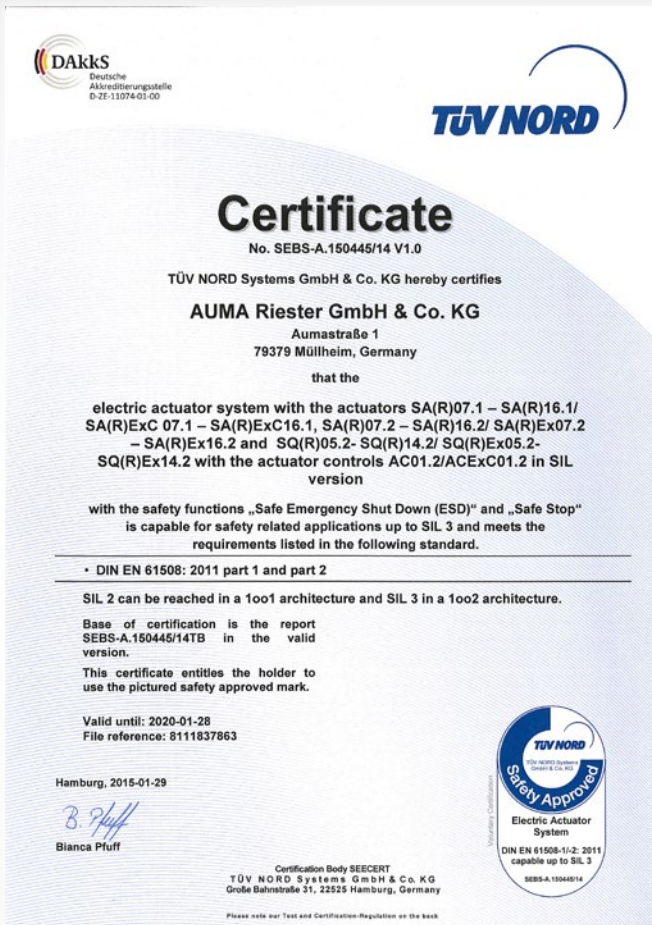 DAkkS
Deutsche
Akkreditierungsstelle
D-ZE-11074-01-00
TÜV NORD
Certificate
No. SEBS-A.150445/14 V1.0
TÜV NORD Systems GmbH & Co. KG hereby certifies
AUMA Riester GmbH & Co. KG
Aumastraße 1
79379 Müllheim, Germany
that the
electric actuator system with the actuators SA(R)07.1 – SA(R)16.1/
SA(R)ExC 07.1 – SA(R)ExC16.1, SA(R)07.2 – SA(R)16.2/ SA(R)Ex07.2
– SA(R)Ex16.2 and SQ(R)05.2- SQ(R)14.2/ SQ(R)Ex05.2-
SQ(R)Ex14.2 with the actuator controls AC01.2/ACExC01.2 in SIL
version
with the safety functions „Safe Emergency Shut Down (ESD)“ and „Safe Stop“
is capable for safety related applications up to SIL 3 and meets the
requirements listed in the following standard.
• DIN EN 61508: 2011 part 1 and part 2
SIL 2 can be reached in a 1oo1 architecture and SIL 3 in a 1oo2 architecture.
Base of certification is the report
SEBS-A.150445/14TB in the valid
version.
This certificate entitles the holder to
use the pictured safety approved mark.
Valid until: 2020-01-28
File reference: 8111837863
Hamburg, 2015-01-29
B. Pfuff
Bianca Pfuff
Voluntary Certification
TÜV NORD
TÜV NORD Systems
GmbH & Co. KG
Safety Approved
Electric Actuator
System
DIN EN 61508-1/-2: 2011
capable up to SIL 3
SEBS-A.150445/14
Certification Body SEECERT
TÜV NORD Systems GmbH & Co. KG
Große Bahnstraße 31, 22525 Hamburg, Germany
Please note our Test and Certification-Regulation on the back